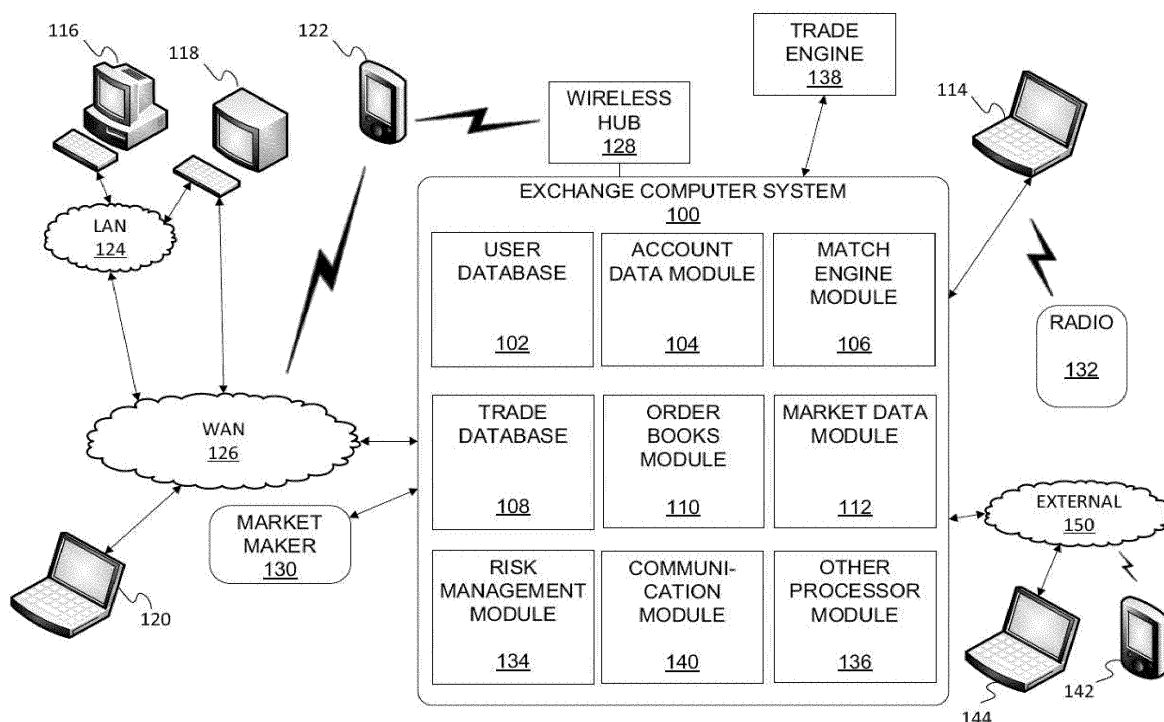 116
118
122
TRADE
ENGINE
138
114
WIRELESS
HUB
128
EXCHANGE COMPUTER SYSTEM
100
LAN
124
USER
DATABASE
102
ACCOUNT
DATA MODULE
104
MATCH
ENGINE
MODULE
106
RADIO
132
WAN
126
TRADE
DATABASE
108
ORDER
BOOKS
MODULE
110
MARKET DATA
MODULE
112
EXTERNAL
150
MARKET
MAKER
130
120
RISK
MANAGEMENT
MODULE
134
COMMUNI-
CATION
MODULE
140
OTHER
PROCESSOR
MODULE
136
144
142